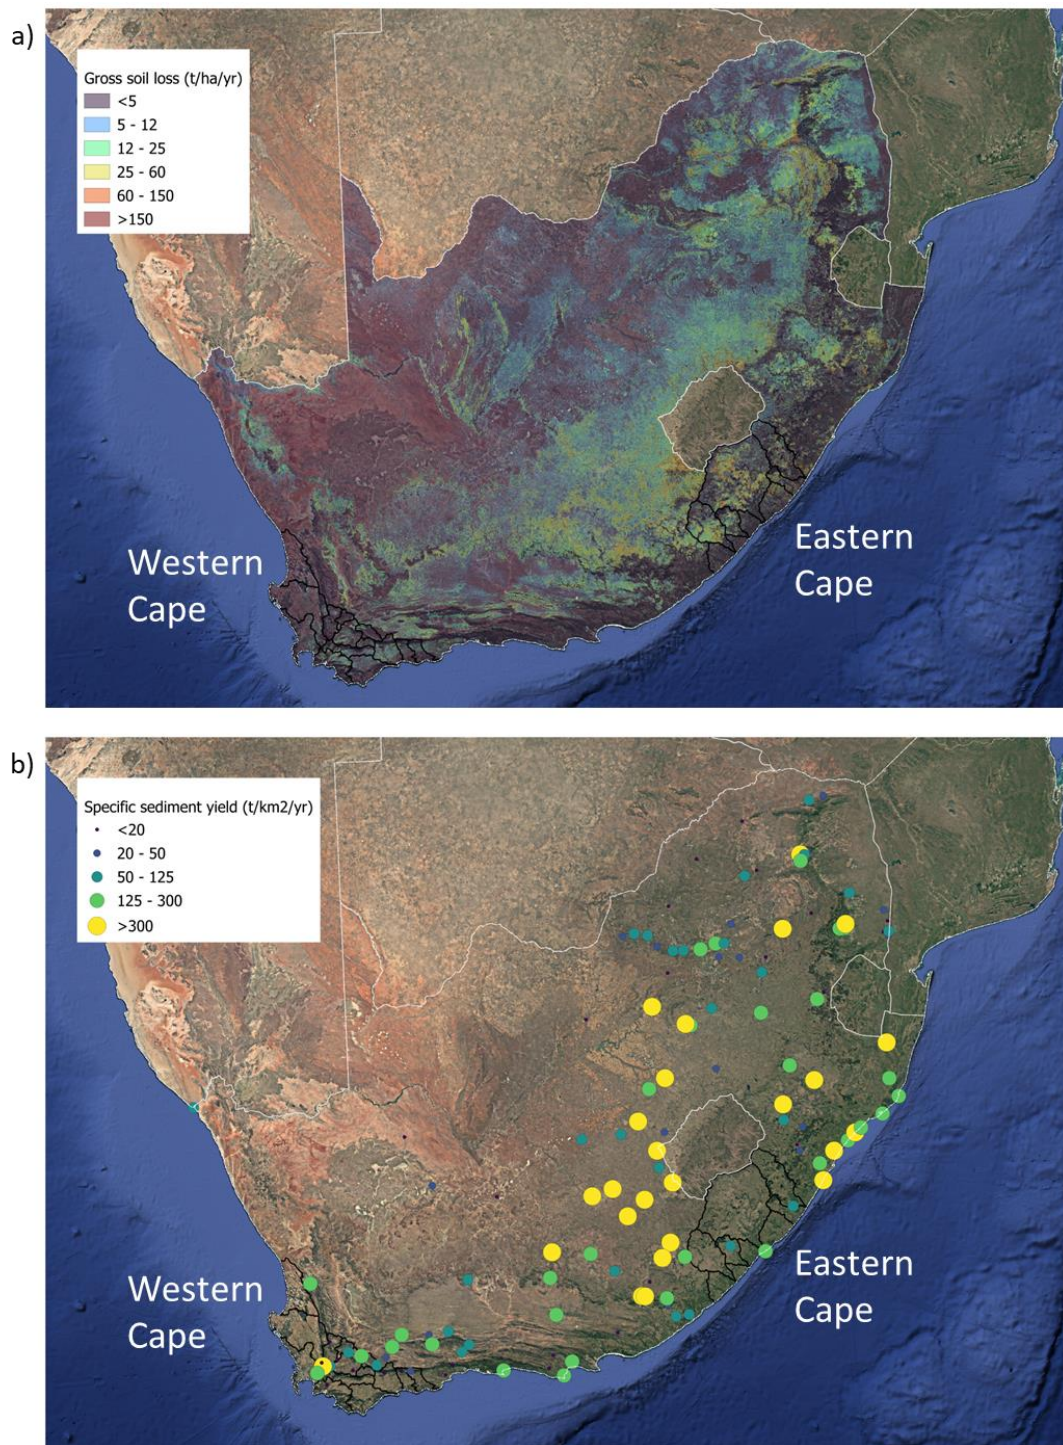 a)
Gross soil loss (t/ha/yr)
<5
5 - 12
12 - 25
25 - 60
60 - 150
>150
Western
Cape
Eastern
Cape
b)
Specific sediment yield (t/km2/yr)
<20
20 - 50
50 - 125
125 - 300
>300
Western
Cape
Eastern
Cape